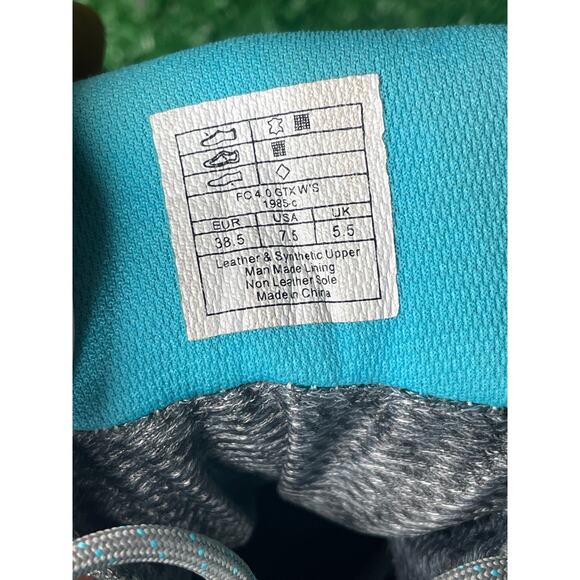 FC 4.0 GTX W'S
1985-c
EUR USA UK
38.5 7.5 5.5
Leather & Synthetic Upper
Man Made Lining
Non Leather Sole
Made in China